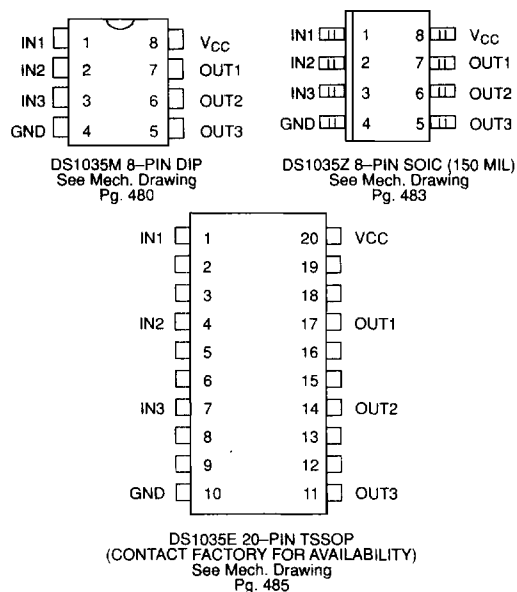 IN1 1 8 VCC
IN2 2 7 OUT1
IN3 3 6 OUT2
GND 4 5 OUT3
DS1035M 8–PIN DIP
See Mech. Drawing
Pg. 480
IN1 1 8 VCC
IN2 2 7 OUT1
IN3 3 6 OUT2
GND 4 5 OUT3
DS1035Z 8–PIN SOIC (150 MIL)
See Mech. Drawing
Pg. 483
IN1 1 20 VCC
2 19
3 18
IN2 4 17 OUT1
5 16
6 15
IN3 7 14 OUT2
8 13
9 12
GND 10 11 OUT3
DS1035E 20–PIN TSSOP
(CONTACT FACTORY FOR AVAILABILITY)
See Mech. Drawing
Pg. 485